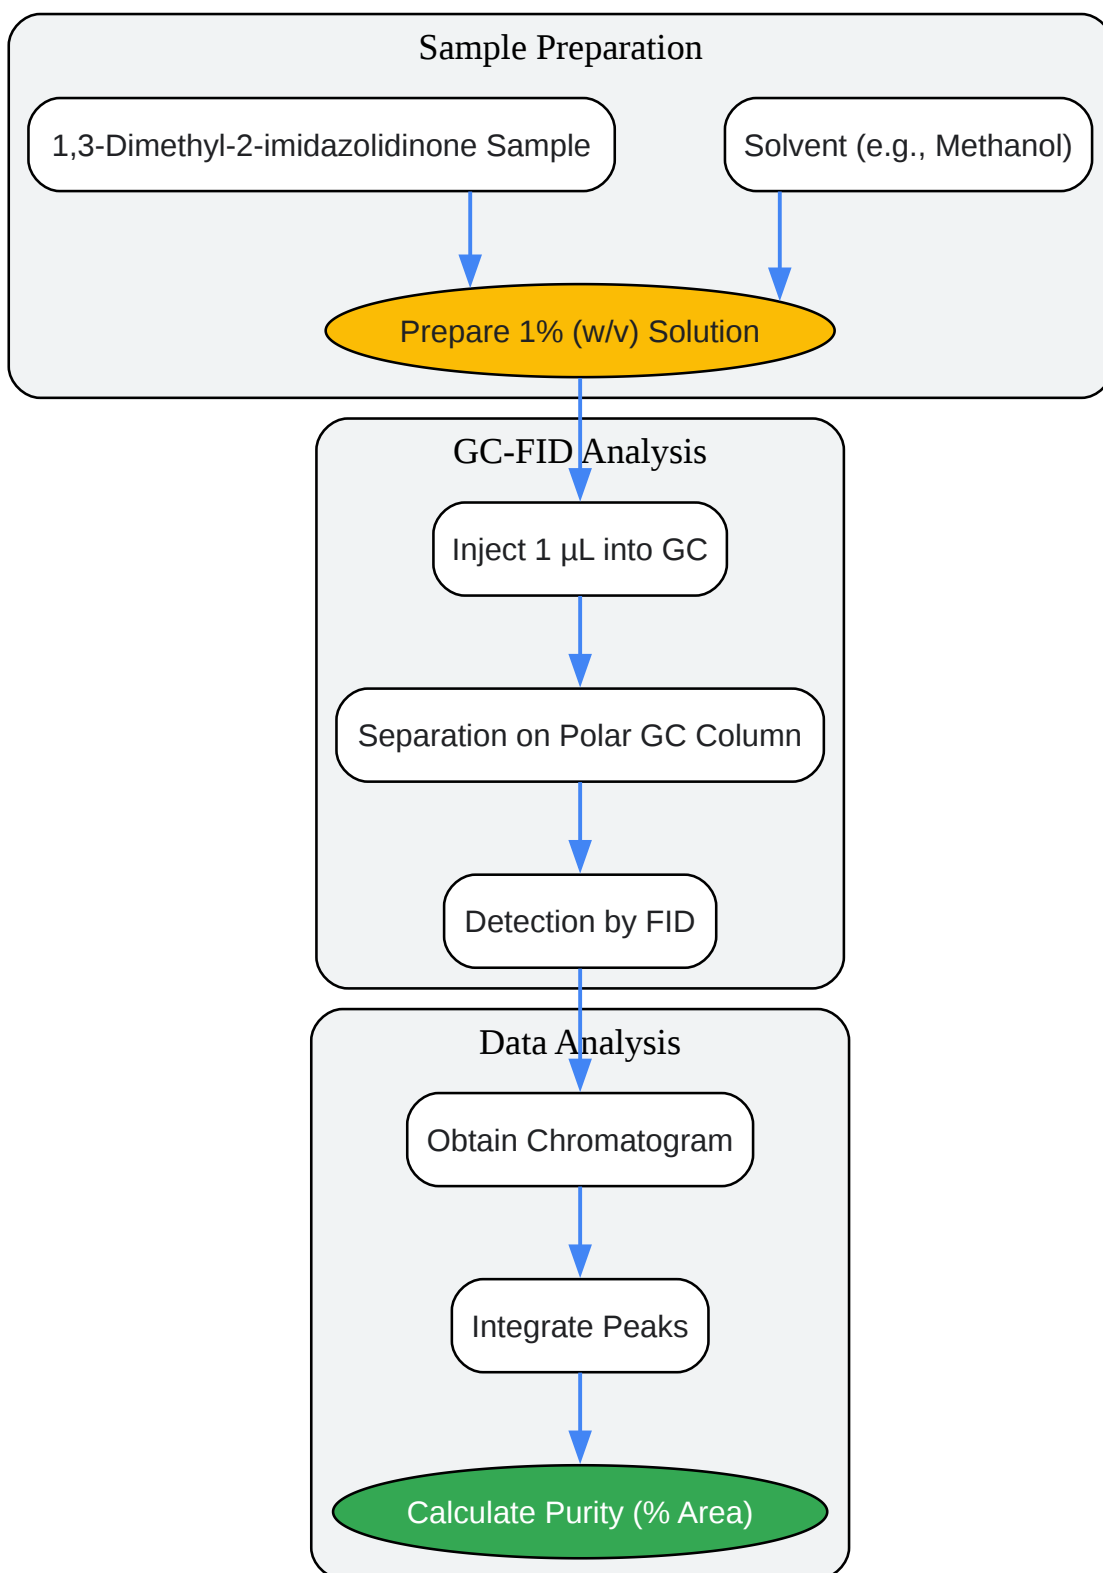 Sample Preparation
1,3-Dimethyl-2-imidazolidinone Sample
Solvent (e.g., Methanol)
Prepare 1% (w/v) Solution
GC-FID Analysis
Inject 1 µL into GC
Separation on Polar GC Column
Detection by FID
Data Analysis
Obtain Chromatogram
Integrate Peaks
Calculate Purity (% Area)